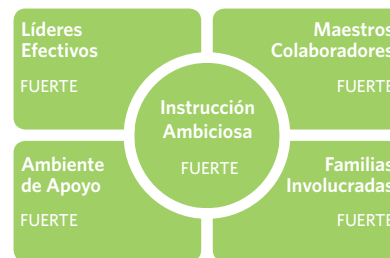 Líderes
Efectivos
FUERTE
Maestros
Colaboradores
FUERTE
Instrucción
Ambiciosa
FUERTE
Ambiente
de Apoyo
FUERTE
Familias
Involucradas
FUERTE